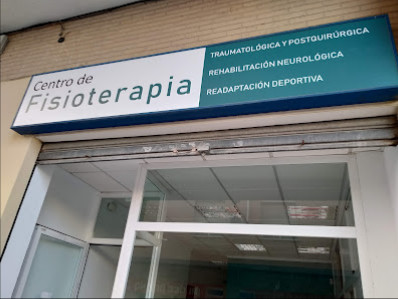 Centro de
Fisioterapia
TRAUMATOLÓGICA Y POSTQUIRÚRGICA
REHABILITACIÓN NEUROLÓGICA
READAPTACIÓN DEPORTIVA